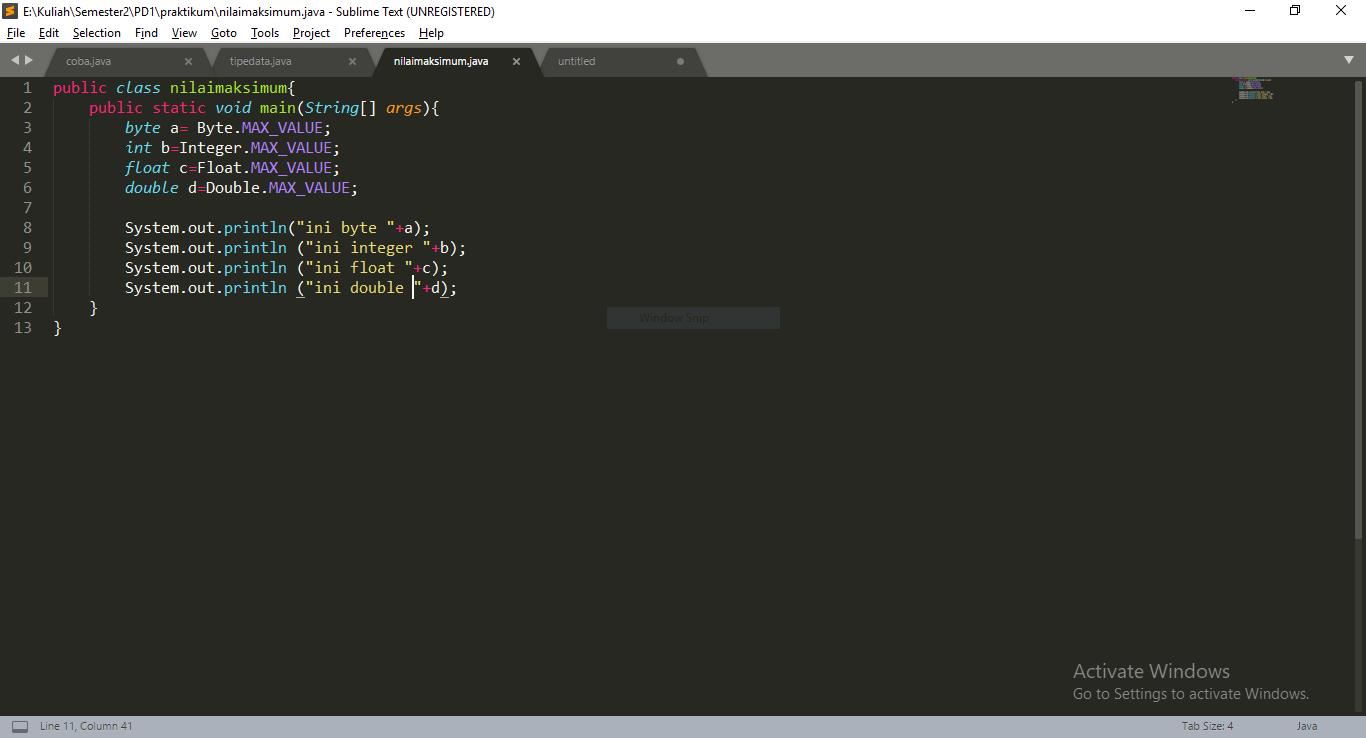 E:\Kuliah\Semester2\PD1\praktikum\nilaimaksimum.java - Sublime Text (UNREGISTERED)
File Edit Selection Find View Goto Tools Project Preferences Help
coba.java tipedata.java nilaimaksimum.java untitled
1 public class nilaimaksimum{
2 public static void main(String[] args){
3 byte a= Byte.MAX_VALUE;
4 int b=Integer.MAX_VALUE;
5 float c=Float.MAX_VALUE;
6 double d=Double.MAX_VALUE;
7
8 System.out.println("ini byte "+a);
9 System.out.println ("ini integer "+b);
10 System.out.println ("ini float "+c);
11 System.out.println ("ini double "+d);
12 }
13 }
Window Snip
Activate Windows
Go to Settings to activate Windows.
Line 11, Column 41 Tab Size: 4 Java